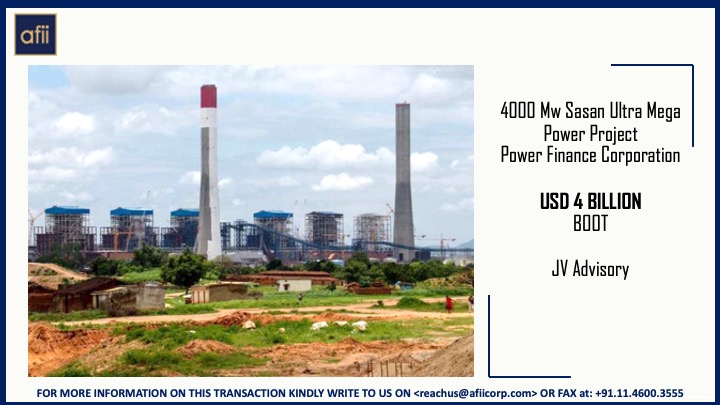 afii
4000 Mw Sasan Ultra Mega
Power Project
Power Finance Corporation
USD 4 BILLION
BOOT
JV Advisory
FOR MORE INFORMATION ON THIS TRANSACTION KINDLY WRITE TO US ON <reachus@afiicorp.com> OR FAX at: +91.11.4600.3555